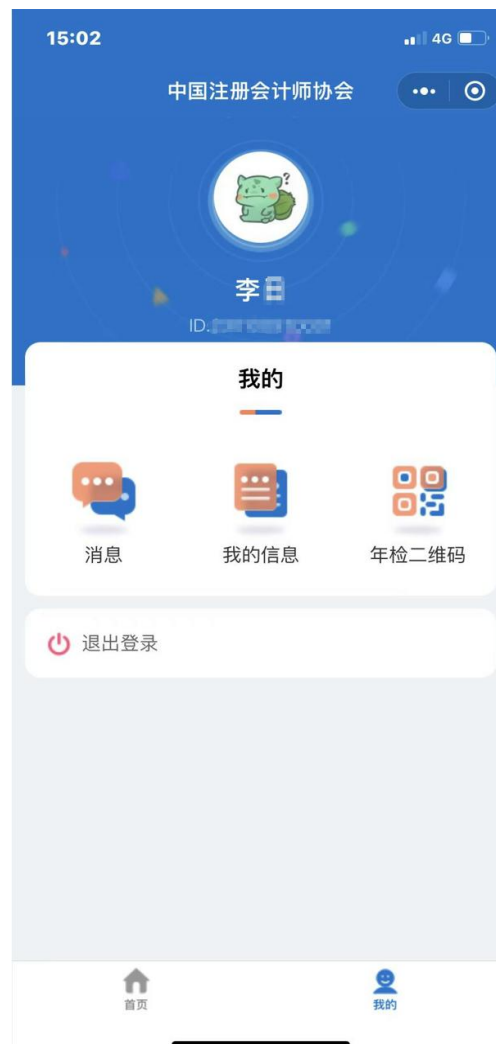 15:02
4G
中国注册会计师协会
?
李
ID.
我的
消息
我的信息
年检二维码
退出登录
首页
我的